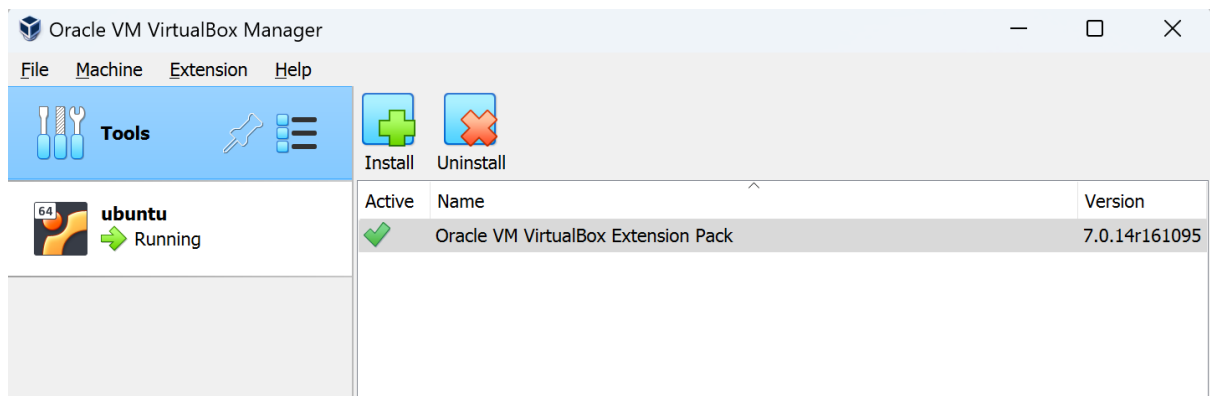 Oracle VM VirtualBox Manager
File Machine Extension Help
Tools
Install Uninstall
64
ubuntu
Running
Active Name Version
Oracle VM VirtualBox Extension Pack 7.0.14r161095